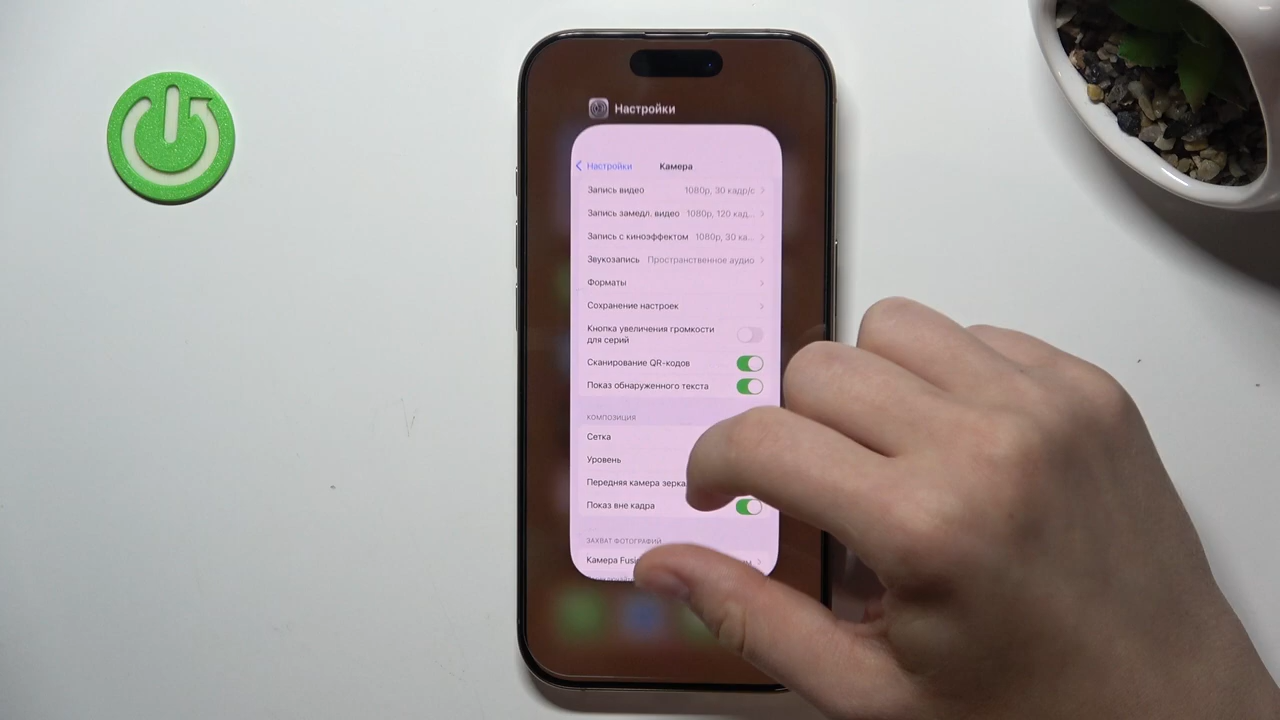 Настройки
Настройки Камера
Запись видео 1080p, 30 кадр/с
Запись замедл. видео 1080p, 120 кад...
Запись с киноэффектом 1080p, 30 ка...
Звукозапись Пространственное аудио
Форматы
Сохранение настроек
Кнопка увеличения громкости
для серий
Сканирование QR-кодов
Показ обнаруженного текста
КОМПОЗИЦИЯ
Сетка
Уровень
Передняя камера зерка
Показ вне кадра
ЗАХВАТ ФОТОГРАФИЙ
Камера Fusi